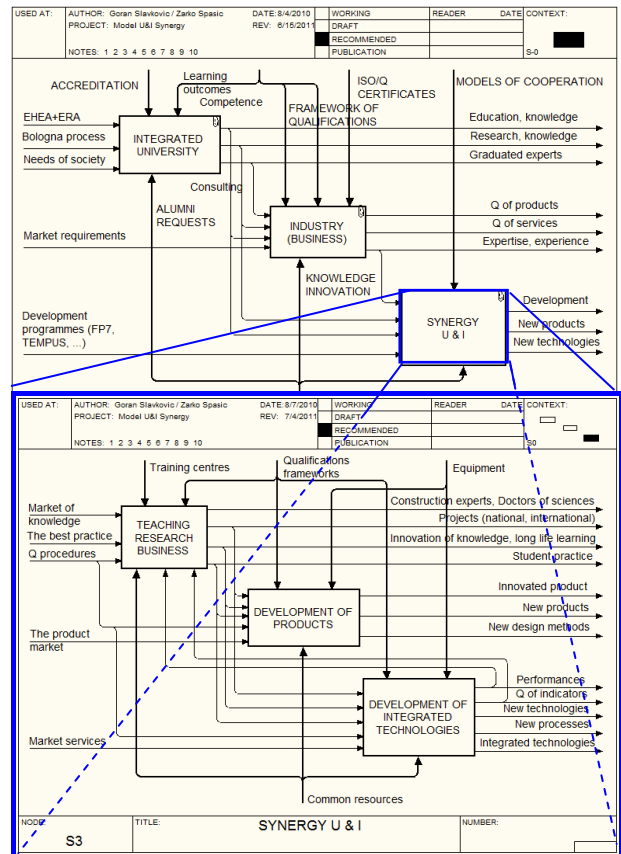 USED AT: AUTHOR: Goran Slavkovic / Zarko Spasic DATE: 8/4/2010 WORKING READER DATE CONTEXT:
PROJECT: Model U&I Synergy REV: 6/15/2011 DRAFT
RECOMMENDED
NOTES: 1 2 3 4 5 6 7 8 9 10 PUBLICATION S-0
ACCREDITATION
Learning
outcomes
Competence
ISO/Q
CERTIFICATES
MODELS OF COOPERATION
FRAMEWORK OF
QUALIFICATIONS
EHEA+ERA
Bologna process
Needs of society
INTEGRATED
UNIVERSITY
Education, knowledge
Research, knowledge
Graduated experts
Consulting
ALUMNI
REQUESTS
Market requirements
INDUSTRY
(BUSINESS)
Q of products
Q of services
Expertise, experience
KNOWLEDGE
INNOVATION
Development
programmes (FP7,
TEMPUS, ...)
SYNERGY
U & I
Development
New products
New technologies
USED AT: AUTHOR: Goran Slavkovic / Zarko Spasic DATE: 8/7/2010 WORKING READER DATE CONTEXT:
PROJECT: Model U&I Synergy REV: 7/4/2011 DRAFT
RECOMMENDED
NOTES: 1 2 3 4 5 6 7 8 9 10 PUBLICATION S0
Training centres
Qualifications
frameworks
Equipment
Market of
knowledge
The best practice
Q procedures
TEACHING
RESEARCH
BUSINESS
Construction experts, Doctors of sciences
Projects (national, international)
Innovation of knowledge, long life learning
Student practice
The product
market
DEVELOPMENT OF
PRODUCTS
Innovated product
New products
New design methods
Market services
DEVELOPMENT OF
INTEGRATED
TECHNOLOGIES
Performances
Q of indicators
New technologies
New processes
Integrated technologies
Common resources
NODE: TITLE: NUMBER:
S3 SYNERGY U & I